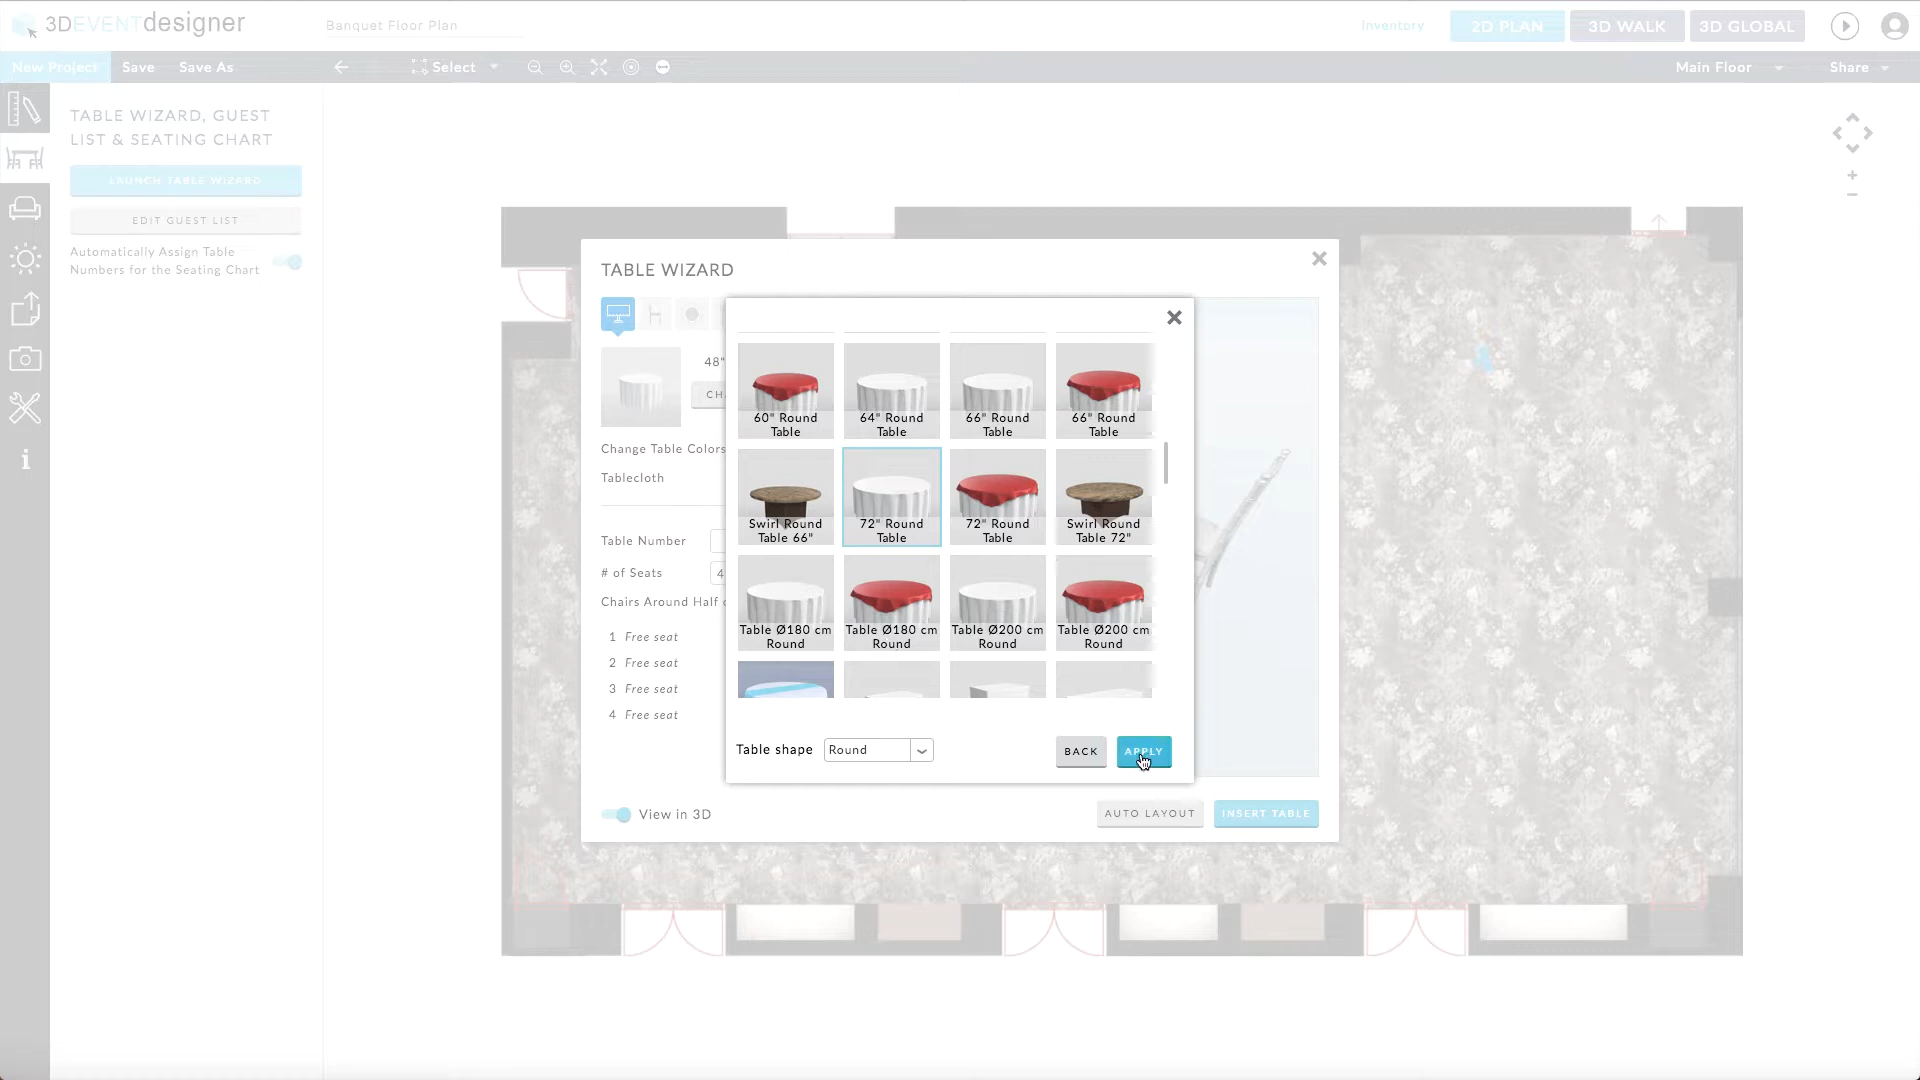 3DEVENTdesigner
Banquet Floor Plan
Inventory
2D PLAN
3D WALK
3D GLOBAL
New Project
Save
Save As
Select
Main Floor
Share
TABLE WIZARD, GUEST
LIST & SEATING CHART
LAUNCH TABLE WIZARD
EDIT GUEST LIST
Automatically Assign Table
Numbers for the Seating Chart
TABLE WIZARD
48"
Change Table Colors
Tablecloth
Table Number
# of Seats
4
Chairs Around Half
1 Free seat
2 Free seat
3 Free seat
4 Free seat
60" Round
Table
64" Round
Table
66" Round
Table
66" Round
Table
Swirl Round
Table 66"
72" Round
Table
72" Round
Table
Swirl Round
Table 72"
Table Ø180 cm
Round
Table Ø180 cm
Round
Table Ø200 cm
Round
Table Ø200 cm
Round
Table shape
Round
BACK
APPLY
View in 3D
AUTO LAYOUT
INSERT TABLE